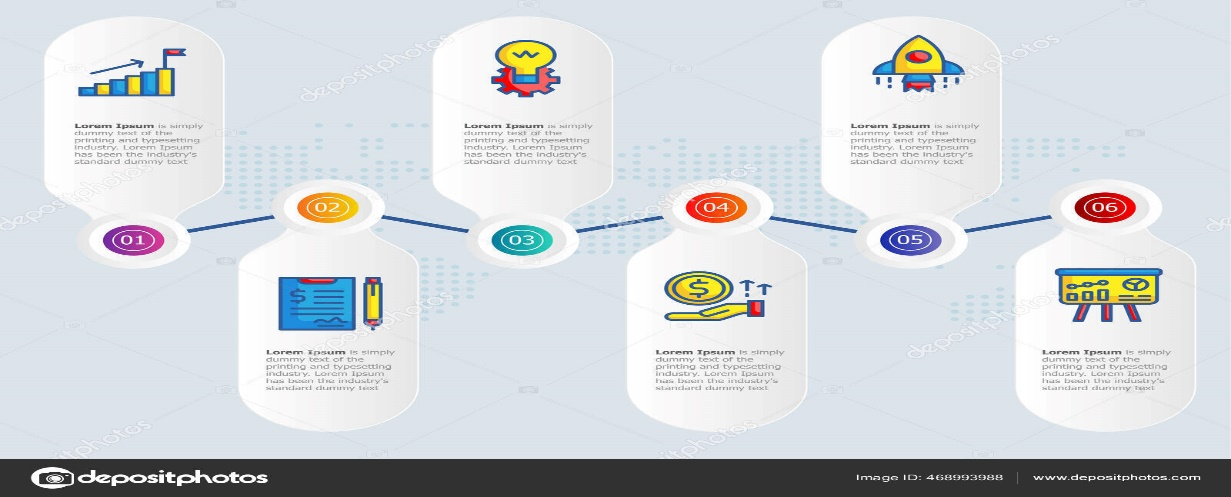 Lorem Ipsum is simply
dummy text of the
printing and typesetting
industry. Lorem Ipsum
has been the industry's
standard dummy text
01
02
Lorem Ipsum is simply
dummy text of the
printing and typesetting
industry. Lorem Ipsum
has been the industry's
standard dummy text
Lorem Ipsum is simply
dummy text of the
printing and typesetting
industry. Lorem Ipsum
has been the industry's
standard dummy text
03
04
$
Lorem Ipsum is simply
dummy text of the
printing and typesetting
industry. Lorem Ipsum
has been the industry's
standard dummy text
Lorem Ipsum is simply
dummy text of the
printing and typesetting
industry. Lorem Ipsum
has been the industry's
standard dummy text
05
06
Lorem Ipsum is simply
dummy text of the
printing and typesetting
industry. Lorem Ipsum
has been the industry's
standard dummy text
$
depositphotos
depositphotos
depositphotos
depositphotos
Image ID: 468993988
www.depositphotos.com